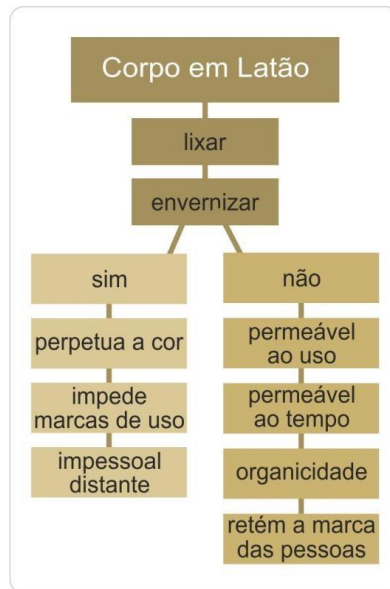 Corpo em Latão
lixar
envernizar
sim
perpetua a cor
impede
marcas de uso
impessoal
distante
não
permeável
ao uso
permeável
ao tempo
organicidade
retém a marca
das pessoas